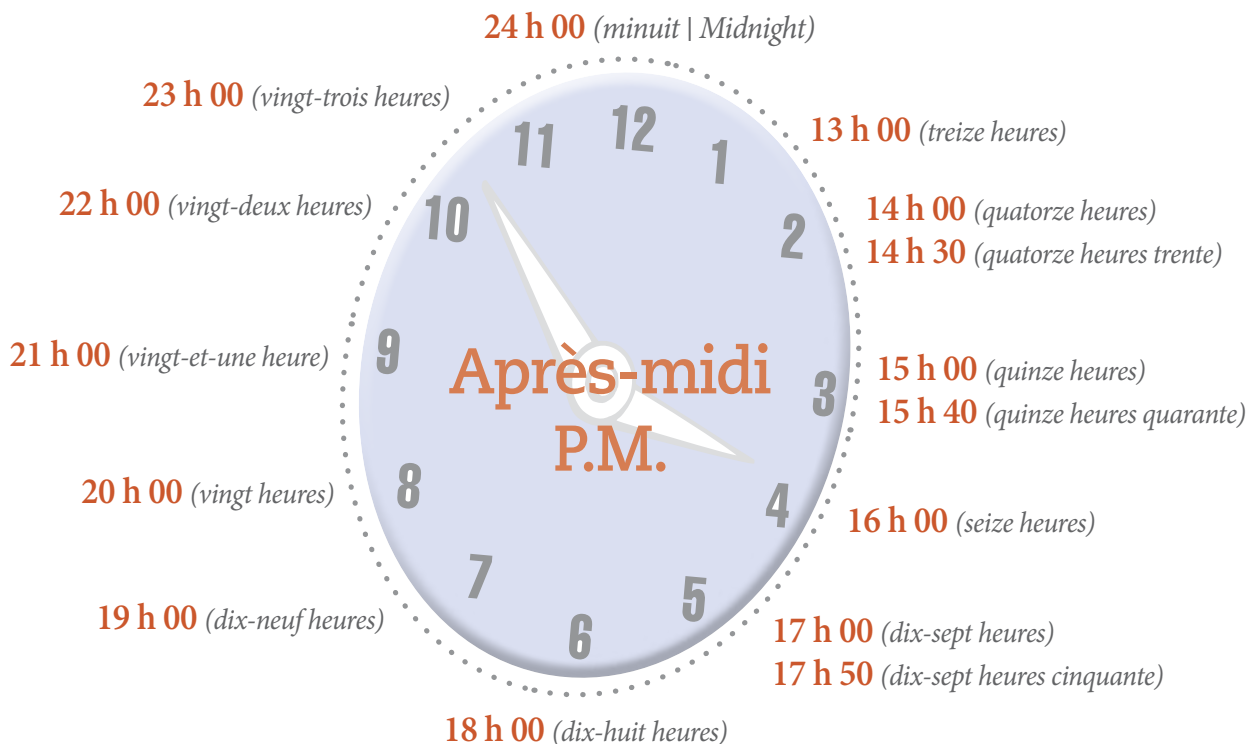 24 h 00 (minuit | Midnight)
13 h 00 (treize heures)
14 h 00 (quatorze heures)
14 h 30 (quatorze heures trente)
15 h 00 (quinze heures)
15 h 40 (quinze heures quarante)
16 h 00 (seize heures)
17 h 00 (dix-sept heures)
17 h 50 (dix-sept heures cinquante)
18 h 00 (dix-huit heures)
19 h 00 (dix-neuf heures)
20 h 00 (vingt heures)
21 h 00 (vingt-et-une heure)
22 h 00 (vingt-deux heures)
23 h 00 (vingt-trois heures)
12
1
2
3
4
5
6
7
8
9
10
11
Après-midi
P.M.